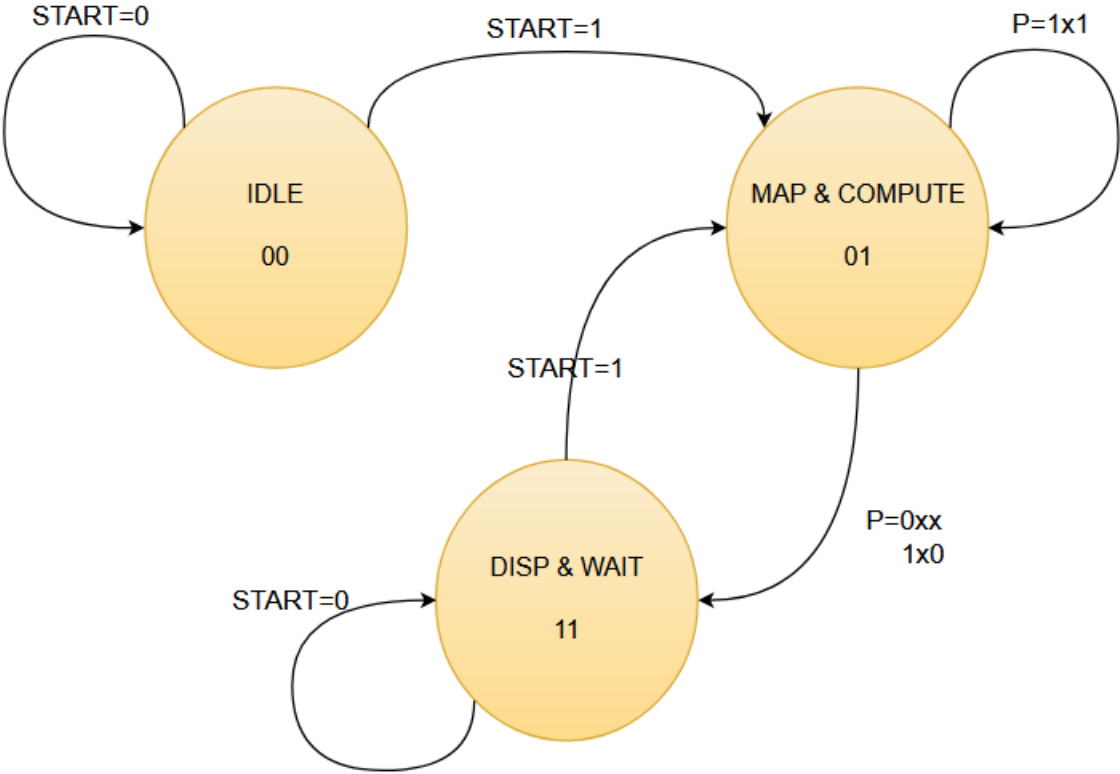 START=0
START=1
P=1x1
IDLE
00
MAP & COMPUTE
01
START=1
P=0xx
1x0
DISP & WAIT
11
START=0